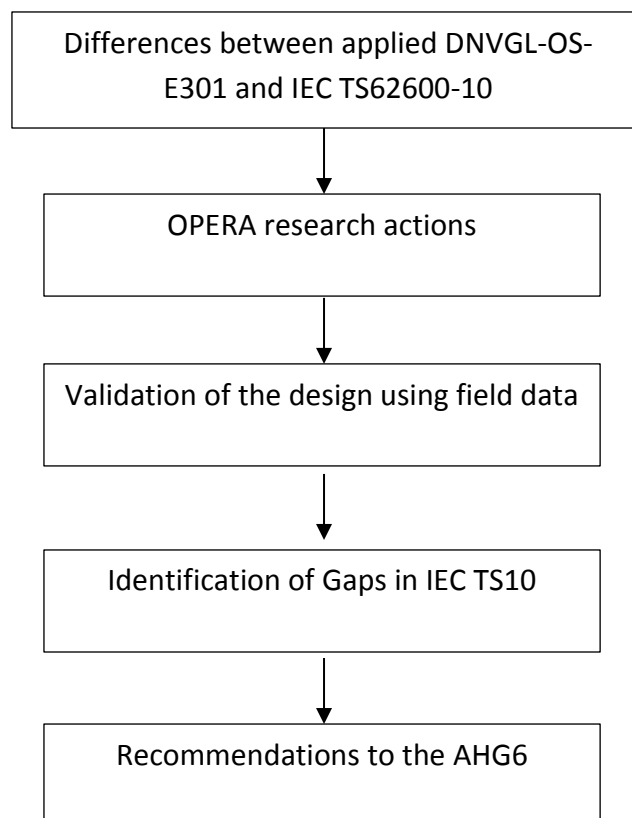 Differences between applied DNVGL-OS-
E301 and IEC TS62600-10
OPERA research actions
Validation of the design using field data
Identification of Gaps in IEC TS10
Recommendations to the AHG6